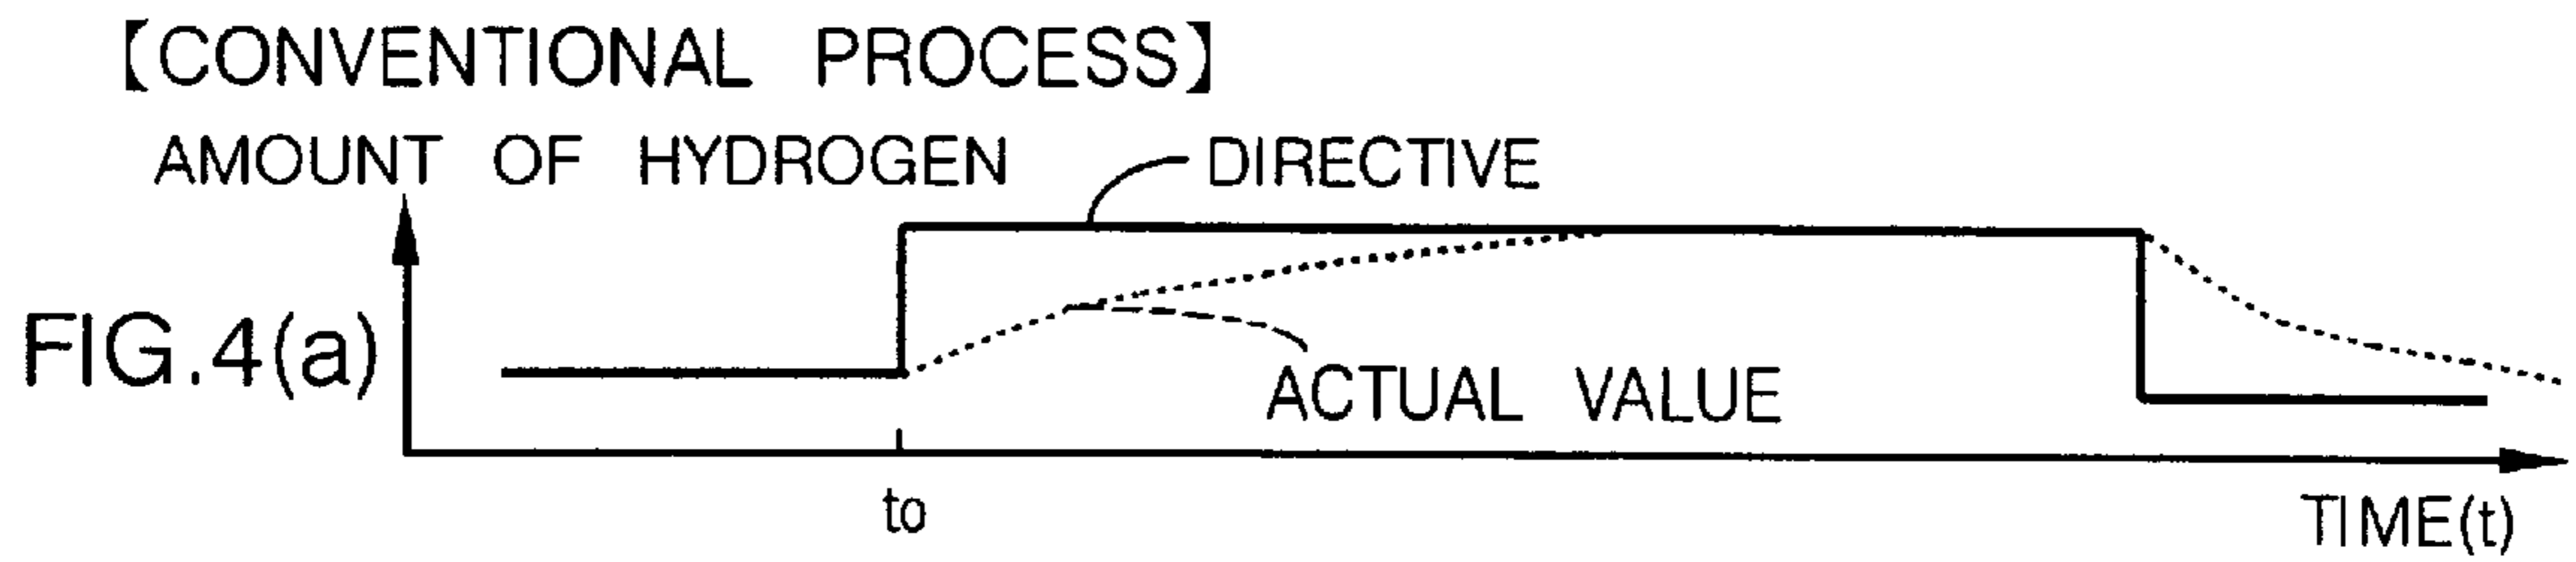 【CONVENTIONAL PROCESS】
AMOUNT OF HYDROGEN
DIRECTIVE
FIG.4(a)
ACTUAL VALUE
to
TIME(t)